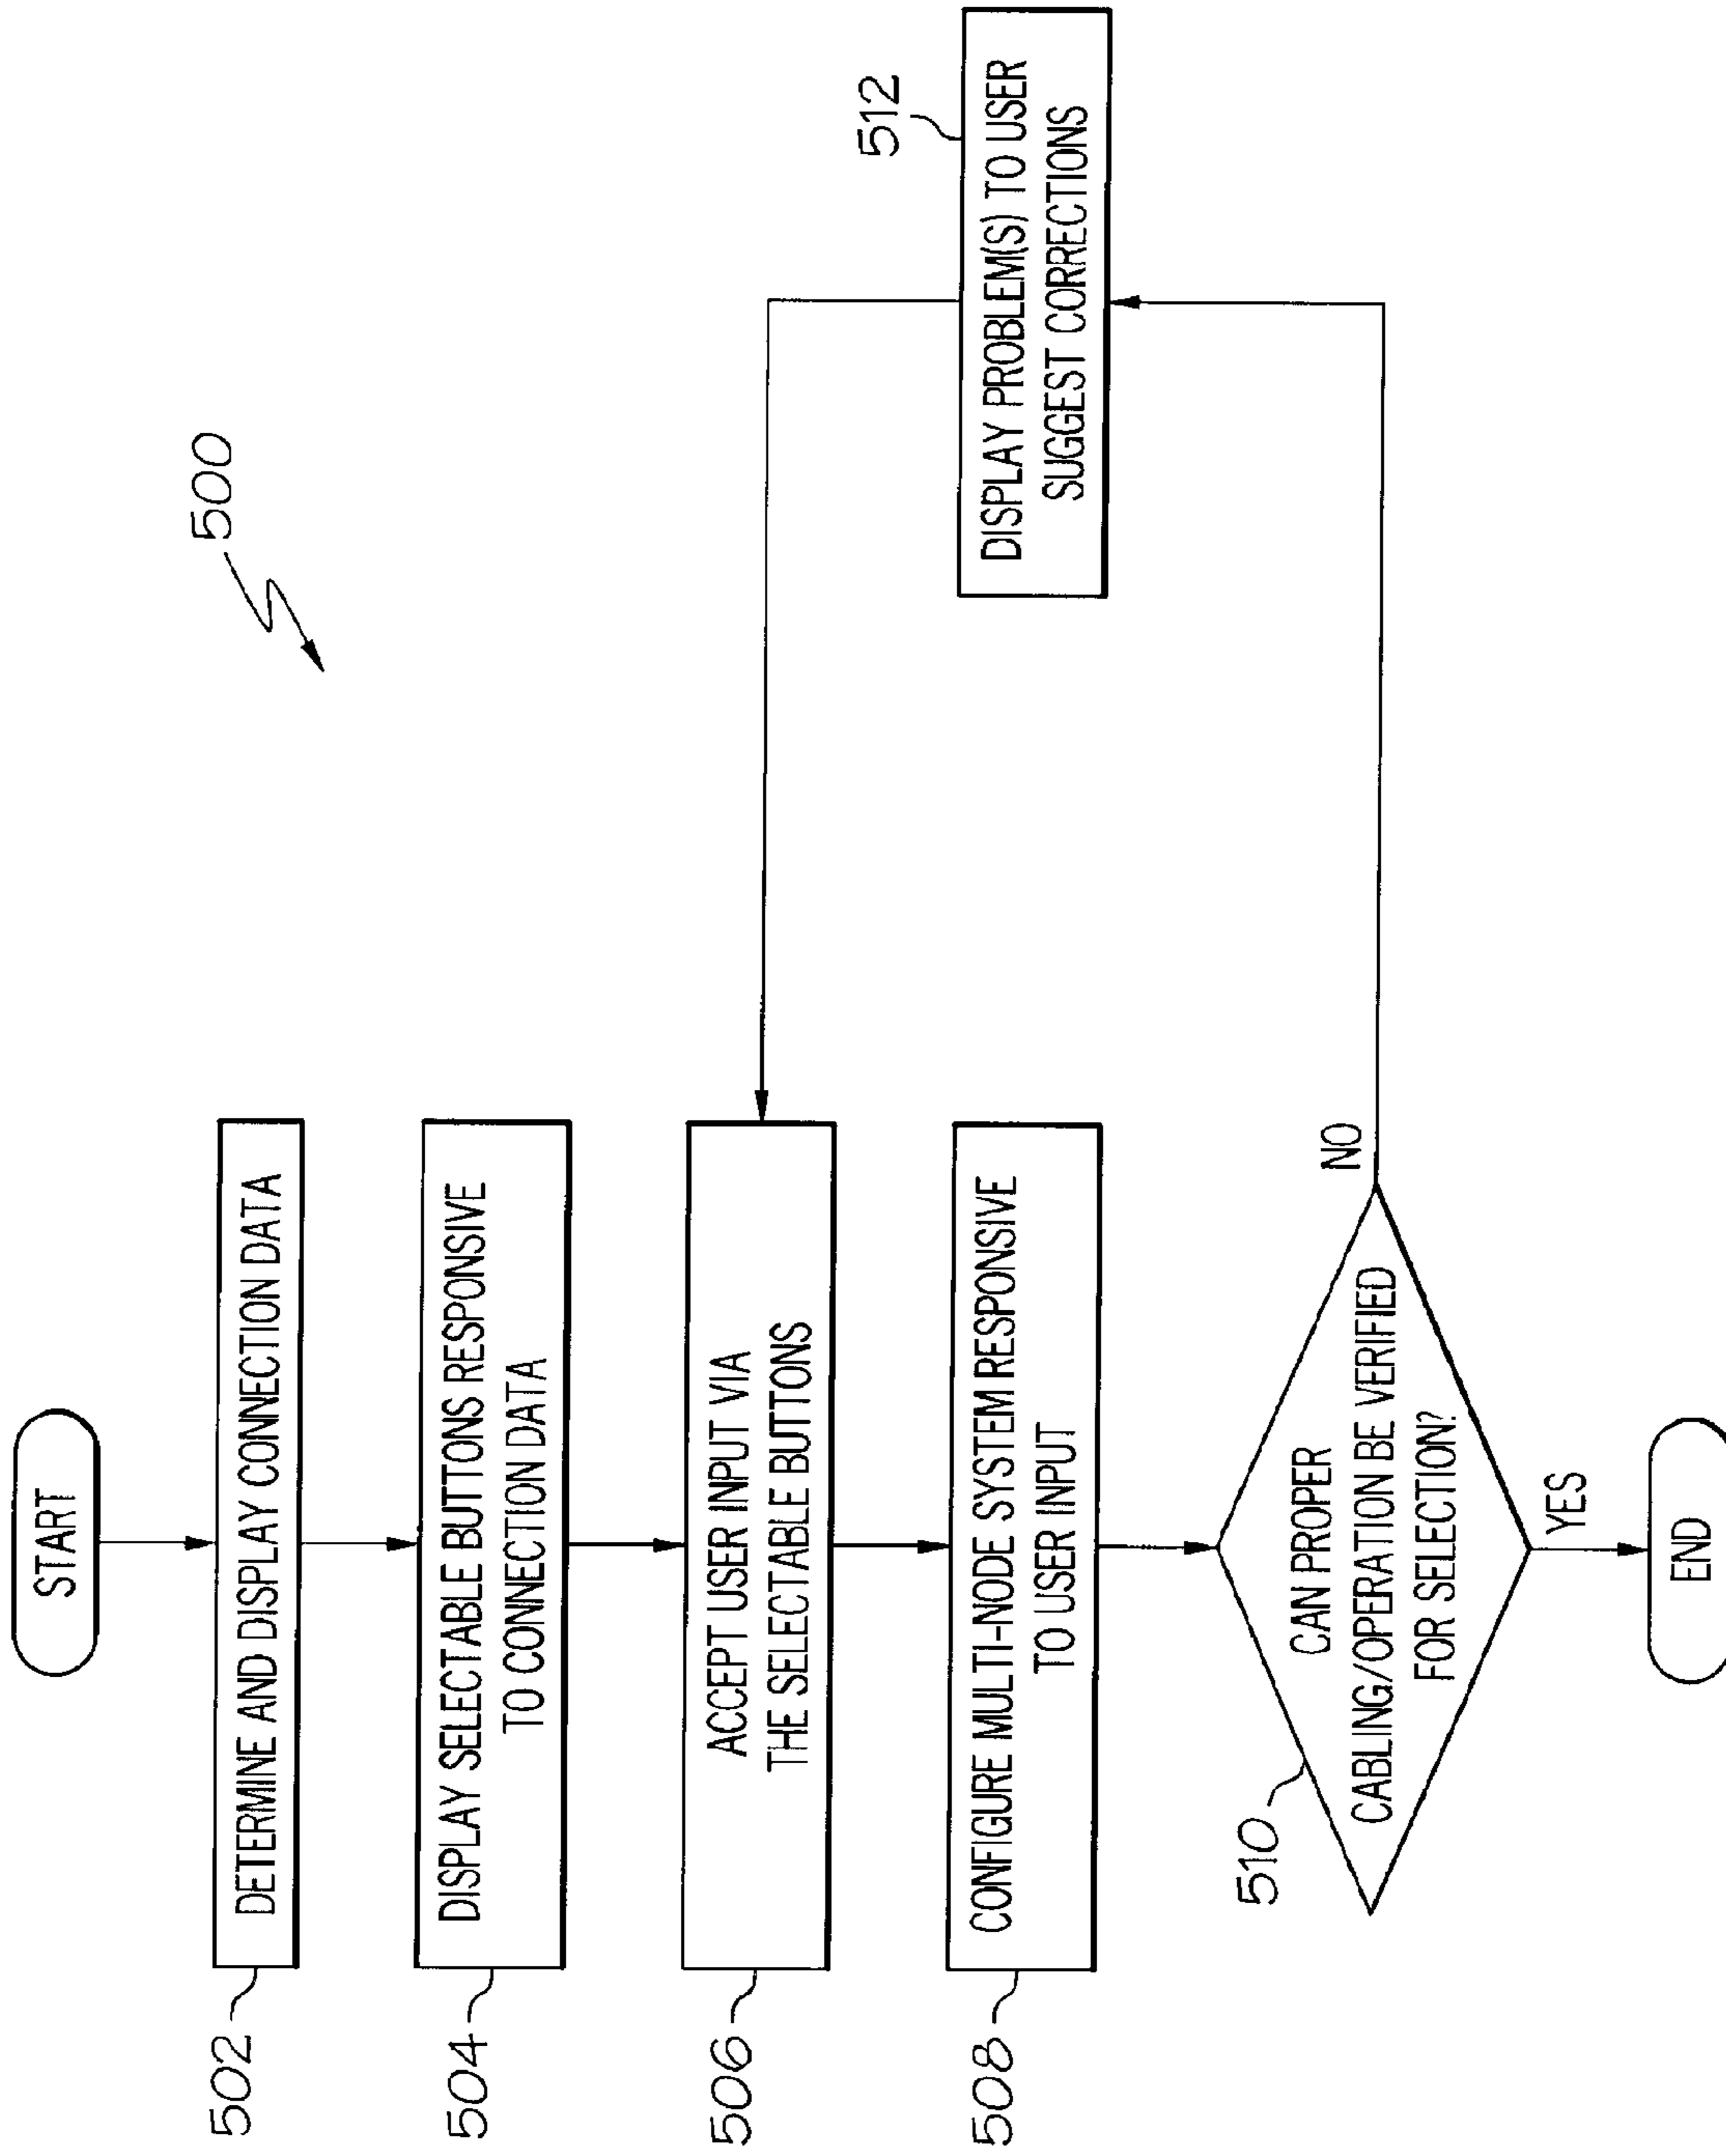 500
START
502
DETERMINE AND DISPLAY CONNECTION DATA
504
DISPLAY SELECTABLE BUTTONS RESPONSIVE
TO CONNECTION DATA
506
ACCEPT USER INPUT VIA
THE SELECTABLE BUTTONS
508
CONFIGURE MULTI-NODE SYSTEM RESPONSIVE
TO USER INPUT
510
CAN PROPER
CABLING/OPERATION BE VERIFIED
FOR SELECTION?
NO
YES
512
DISPLAY PROBLEM(S) TO USER
SUGGEST CORRECTIONS
END